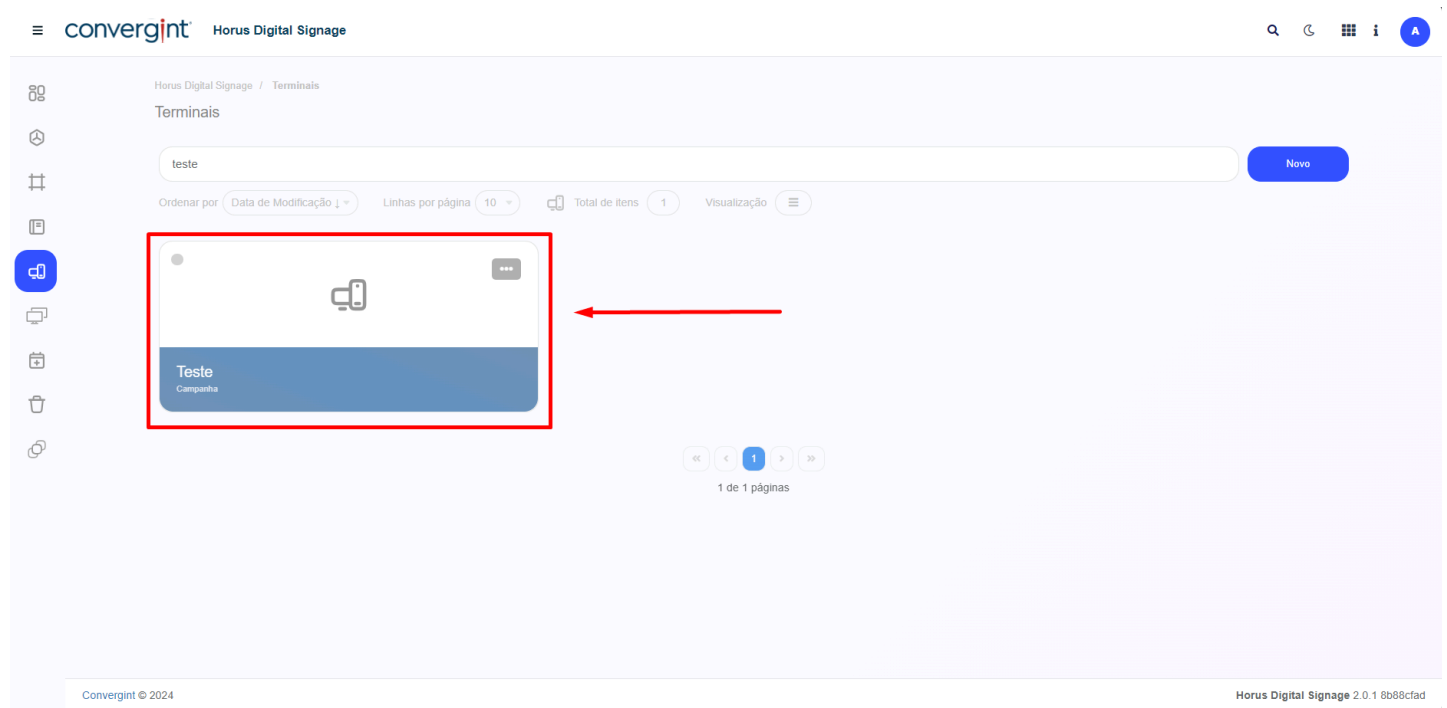 convergint Horus Digital Signage A
Horus Digital Signage / Terminais
Terminais
teste Novo
Ordenar por Data de Modificação ↓ Linhas por página 10 Total de itens 1 Visualização
Teste
Campanha
« ‹ 1 › »
1 de 1 páginas
Convergint © 2024 Horus Digital Signage 2.0.1 8b88cfad